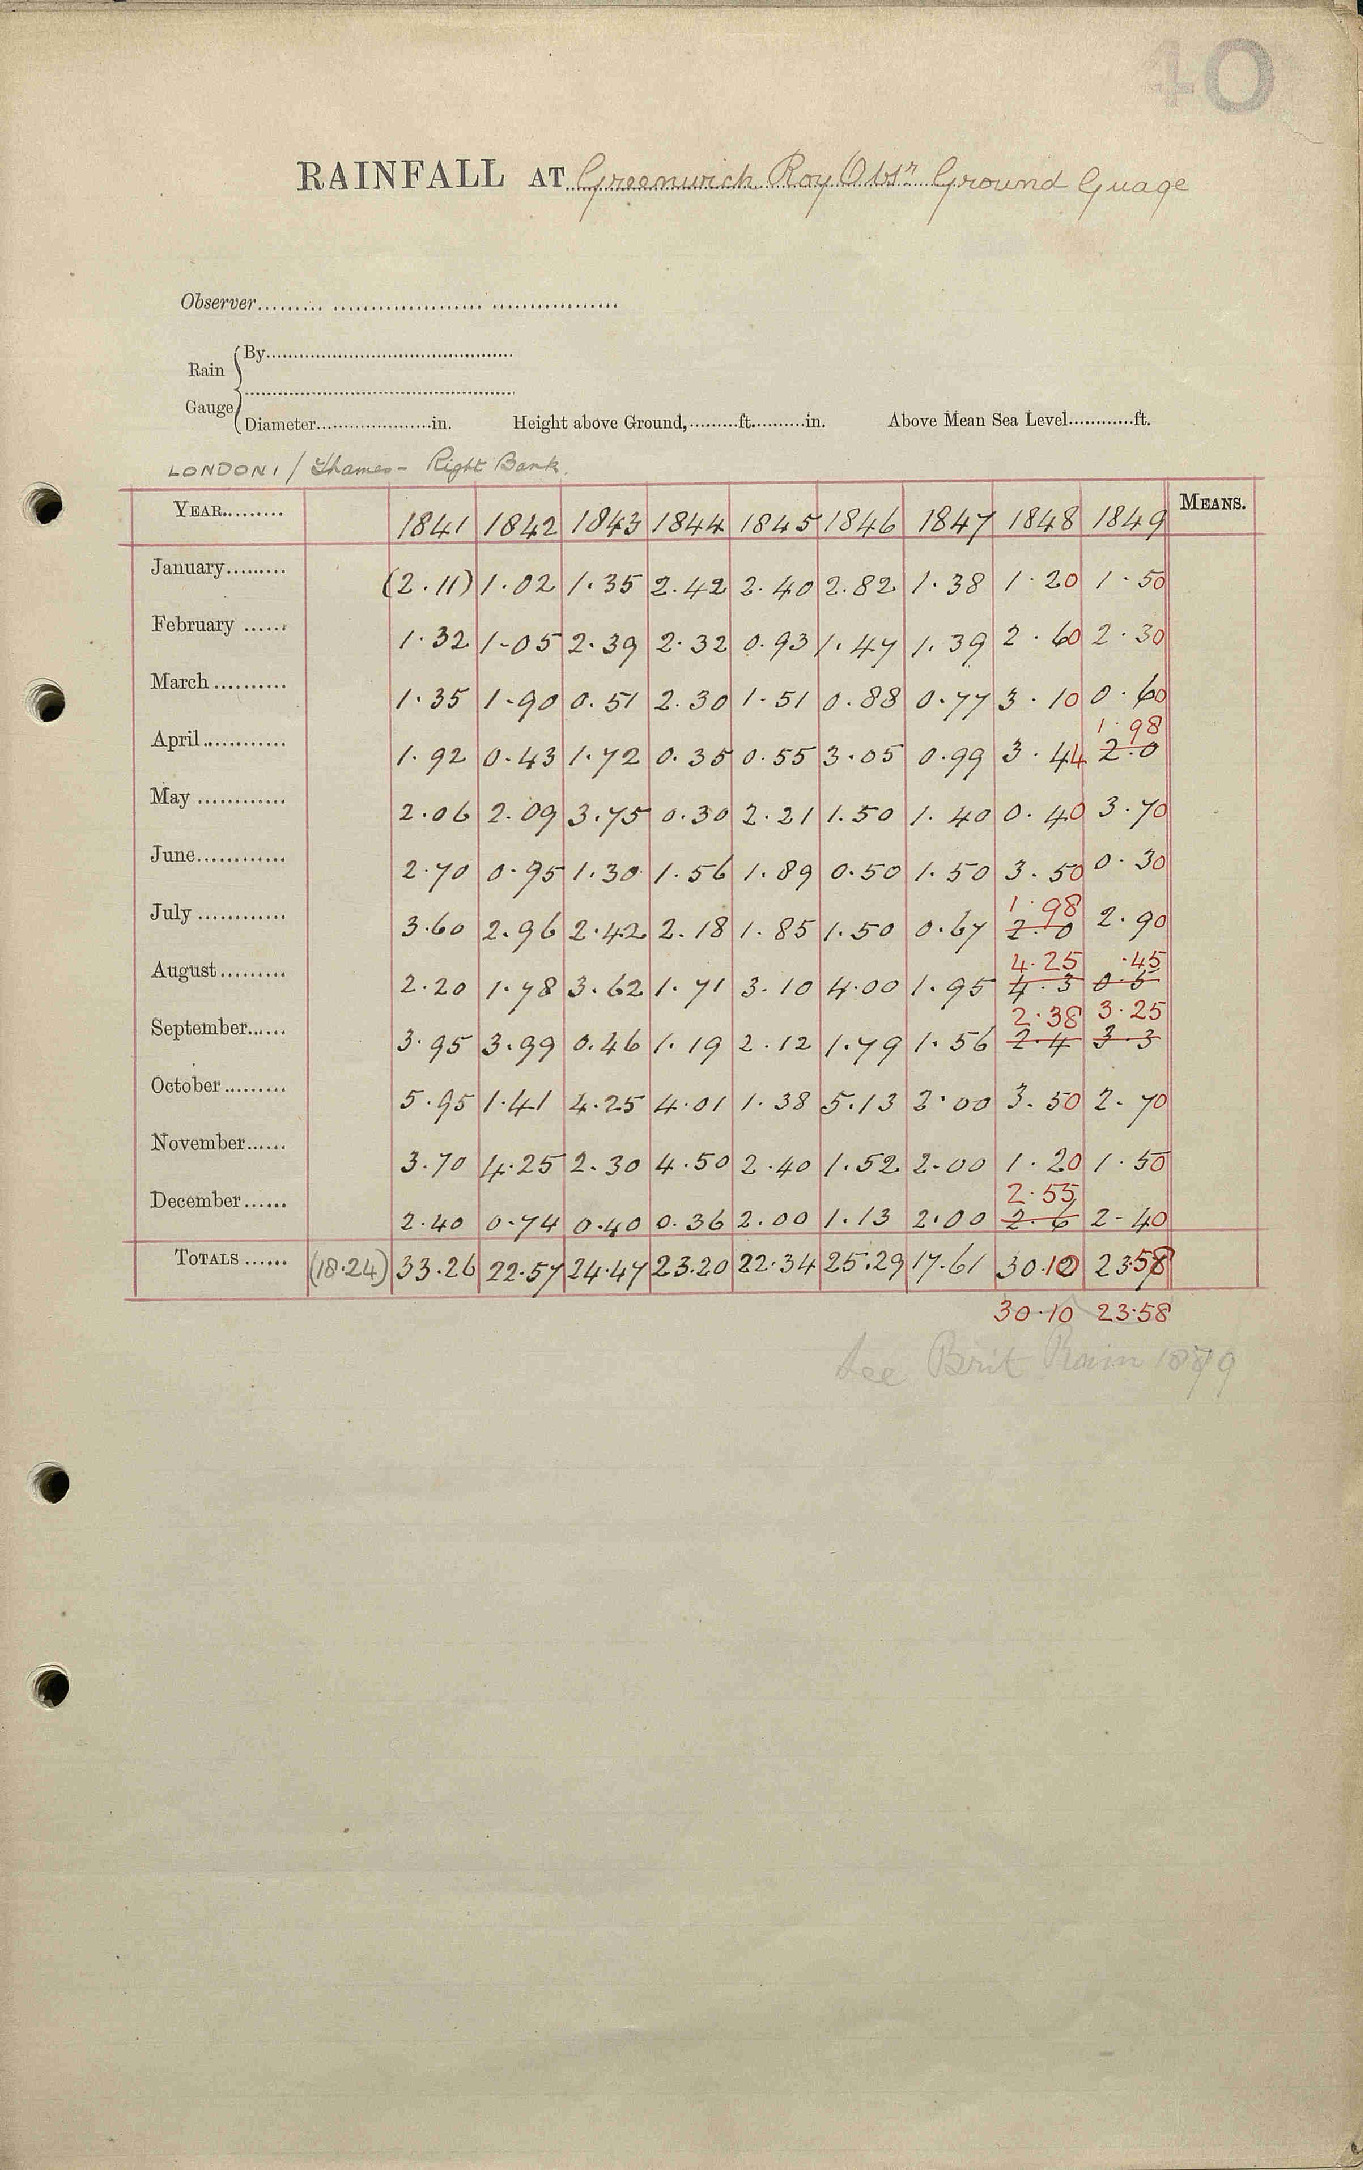 40
RAINFALL AT Greenwich Roy Obsr Ground Guage
Observer.................................................
Rain Gauge { By..............................
..............................
Diameter....................in. Height above Ground,.........ft..........in. Above Mean Sea Level............ft.
LONDON 1 / Thames - Right Bank.
YEAR......... 1841 1842 1843 1844 1845 1846 1847 1848 1849 MEANS.
January......... (2.11) 1.02 1.35 2.42 2.40 2.82 1.38 1.20 1.50
February ...... 1.32 1.05 2.39 2.32 0.93 1.47 1.39 2.60 2.30
March.......... 1.35 1.90 0.51 2.30 1.51 0.88 0.77 3.10 0.60
1.98
April............ 1.92 0.43 1.72 0.35 0.55 3.05 0.99 3.44 2.0
May ............ 2.06 2.09 3.75 0.30 2.21 1.50 1.40 0.40 3.70
June............ 2.70 0.95 1.30 1.56 1.89 0.50 1.50 3.50 0.30
1.98
July ............ 3.60 2.96 2.42 2.18 1.85 1.50 0.67 2.0 2.90
4.25 .45
August......... 2.20 1.78 3.62 1.71 3.10 4.00 1.95 4.3 0.5
2.38 3.25
September...... 3.95 3.99 0.46 1.19 2.12 1.79 1.56 2.4 3.3
October......... 5.95 1.41 4.25 4.01 1.38 5.13 2.00 3.50 2.70
November...... 3.70 4.25 2.30 4.50 2.40 1.52 2.00 1.20 1.50
2.55
December...... 2.40 0.74 0.40 0.36 2.00 1.13 2.00 2.6 2.40
TOTALS ...... (18.24) 33.26 22.57 24.47 23.20 22.34 25.29 17.61 30.10 23.58
30.10 23.58
See Brit Rain 1879